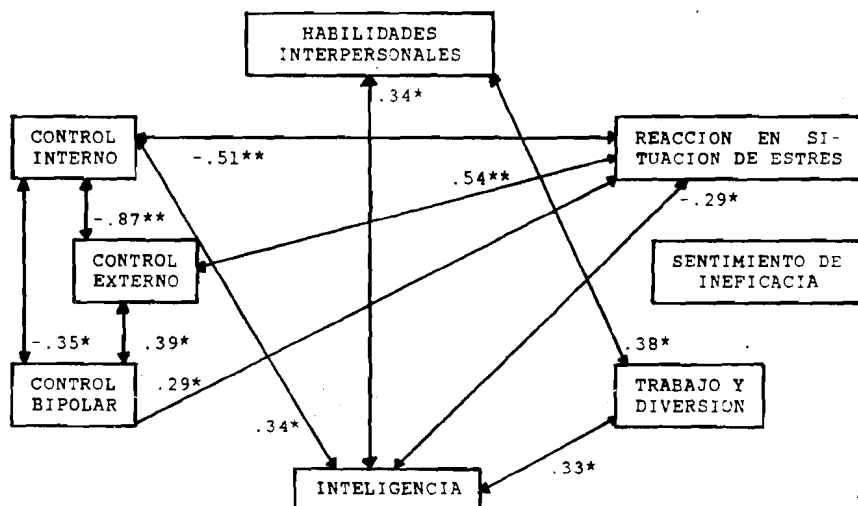 HABILIDADES
INTERPERSONALES
.34*
CONTROL
INTERNO
REACCION EN SI-
TUACION DE ESTRES
-.51**
.54**
-.29*
-.87**
CONTROL
EXTERNO
SENTIMIENTO DE
INEFICACIA
-.35*
.39*
.38*
CONTROL
BIPOLAR
.29*
TRABAJO Y
DIVERSION
.34*
.33*
INTELIGENCIA